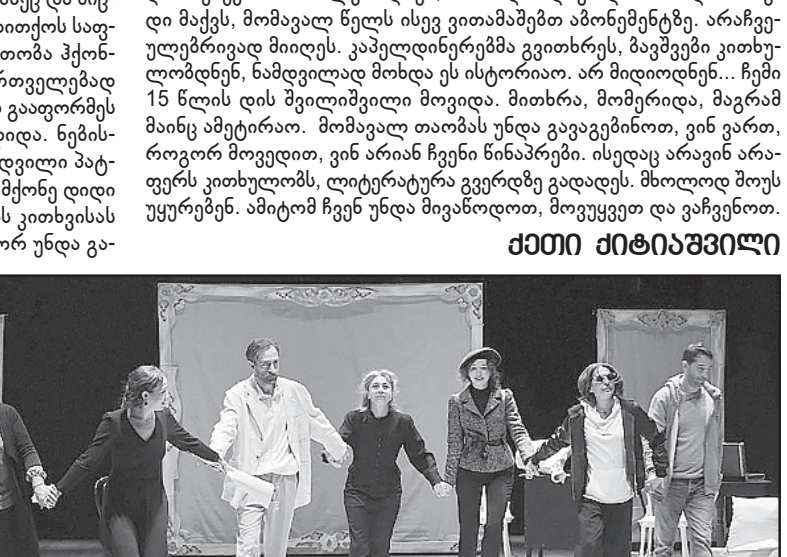 რითქოს საფ-
თობა ჰქონ-
რთველებად
გააფორმეს
იდა. ნების-
დვილი პატ-
მქონე დიდი
ს კითხვისას
ორ უნდა გა-
დი მაქვს, მომავალ წელს ისევ ვითამაშებთ აბონემენტზე. არაჩვე-
ულებრივად მიიღეს. კაპელდინერებმა გვითხრეს, ბავშვები კითხუ-
ლობდნენ, ნამდვილად მოხდა ეს ისტორიაო. არ მიდიოდნენ... ჩემი
15 წლის დის შვილიშვილი მოვიდა. მითხრა, მომერიდა, მაგრამ
მაინც ამეტირაო. მომავალ თაობას უნდა გავაგებინოთ, ვინ ვართ,
როგორ მოვედით, ვინ არიან ჩვენი წინაპრები. ისედაც არავინ არა-
ფერს კითხულობს, ლიტერატურა გვერდზე გადადეს. მხოლოდ შოუს
უყურებენ. ამიტომ ჩვენ უნდა მივაწოდოთ, მოვუყვეთ და ვაჩვენოთ.
ქეთი ქიტიაშვილი